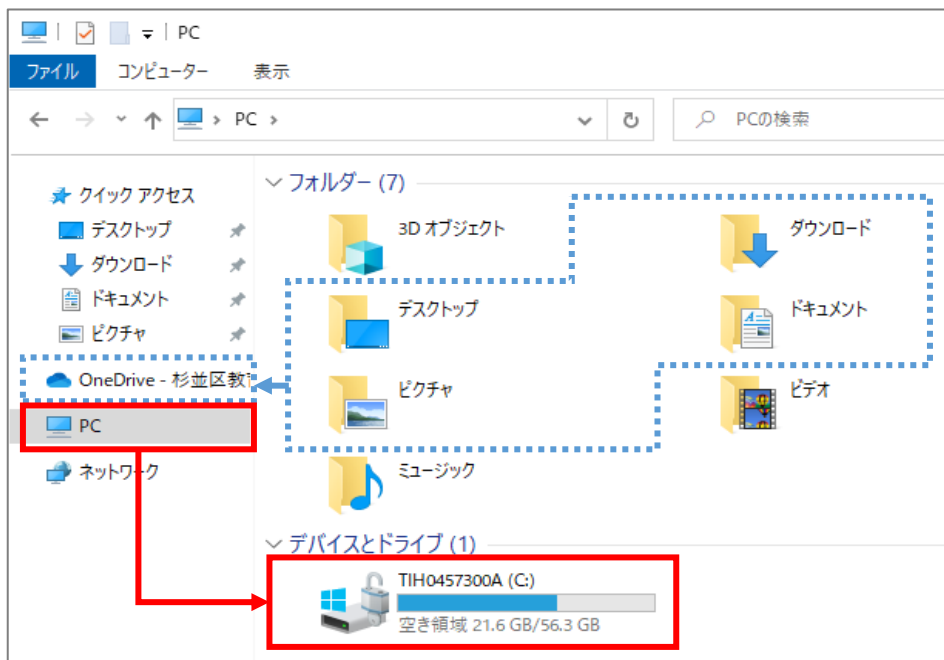 PC
ファイル コンピューター 表示
PC
PCの検索
クイック アクセス
デスクトップ
ダウンロード
ドキュメント
ピクチャ
OneDrive - 杉並区教
PC
ネットワーク
フォルダー (7)
3D オブジェクト
ダウンロード
デスクトップ
ドキュメント
ピクチャ
ビデオ
ミュージック
デバイスとドライブ (1)
TIH0457300A (C:)
空き領域 21.6 GB/56.3 GB